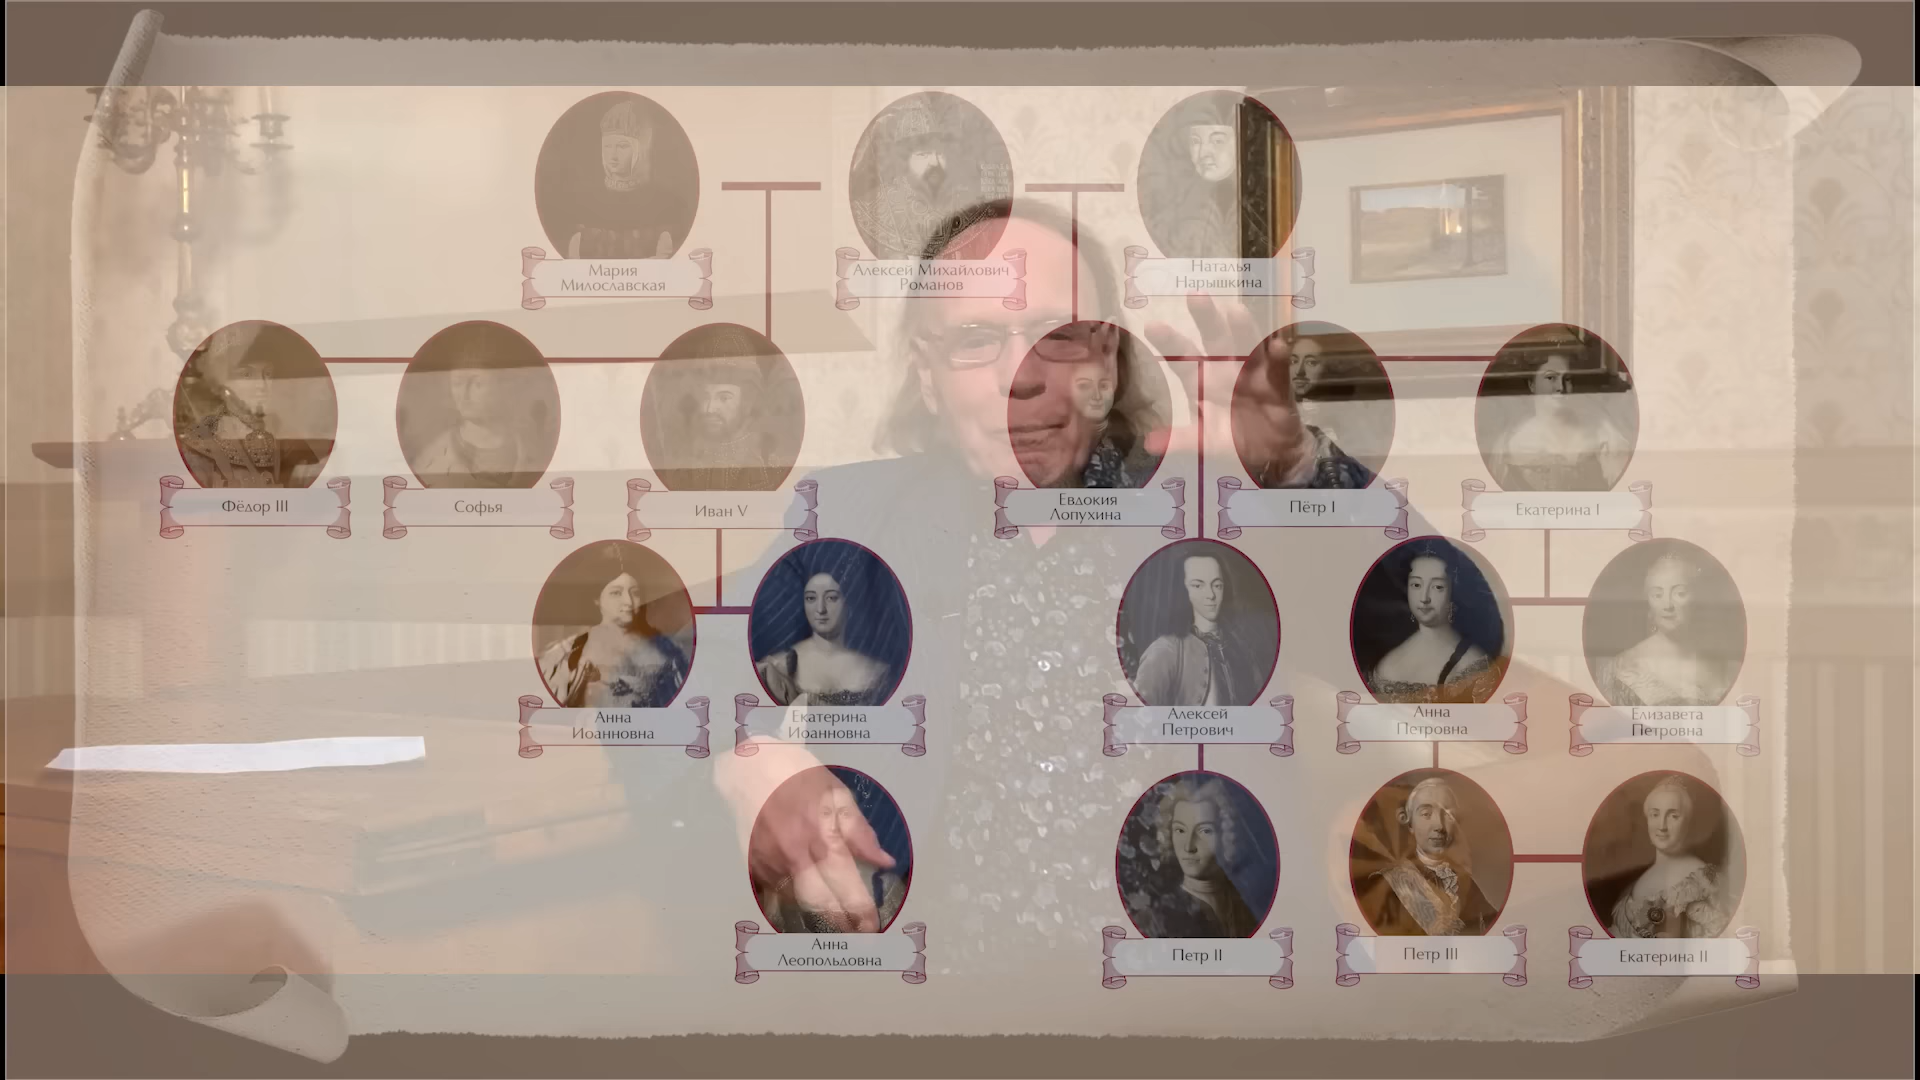 Мария
Милославская
Алексей Михайлович
Романов
Наталья
Нарышкина
Фёдор III
Софья
Иван V
Евдокия
Лопухина
Пётр I
Екатерина I
Анна
Иоанновна
Екатерина
Иоанновна
Алексей
Петрович
Анна
Петровна
Елизавета
Петровна
Анна
Леопольдовна
Петр II
Петр III
Екатерина II